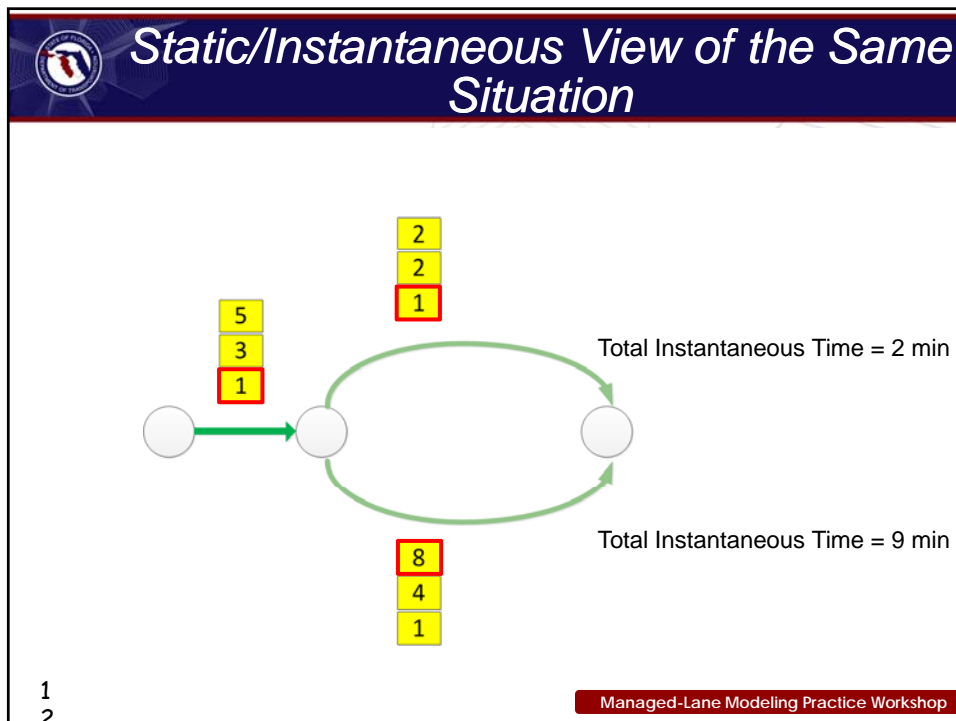 Static/Instantaneous View of the Same
Situation
2
2
1
5
3
1
Total Instantaneous Time = 2 min
Total Instantaneous Time = 9 min
8
4
1
1
2
Managed-Lane Modeling Practice Workshop